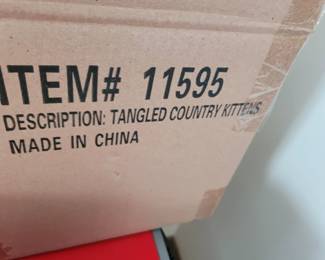 ITEM# 11595
DESCRIPTION: TANGLED COUNTRY KITTENS
MADE IN CHINA